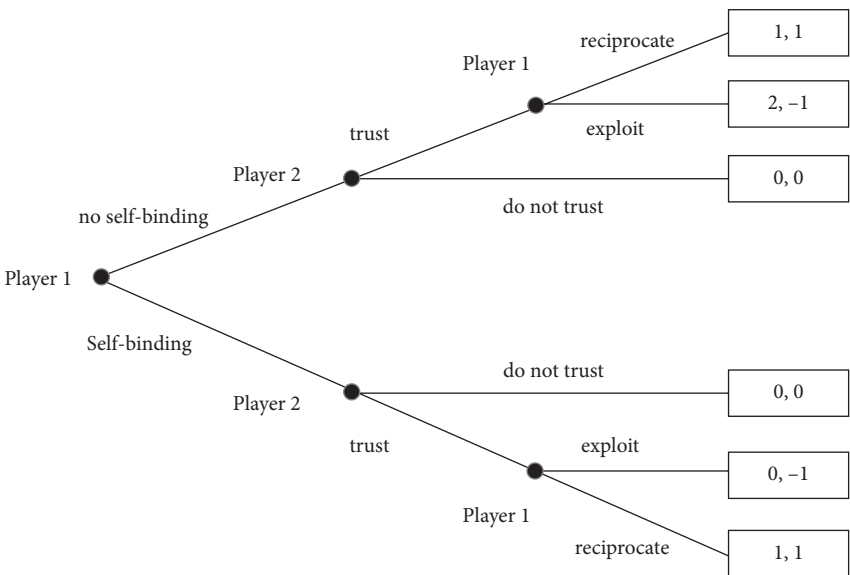 reciprocate
1, 1
Player 1
2, –1
exploit
trust
Player 2
0, 0
do not trust
no self-binding
Player 1
Self-binding
do not trust
0, 0
Player 2
trust
exploit
0, –1
Player 1
reciprocate
1, 1